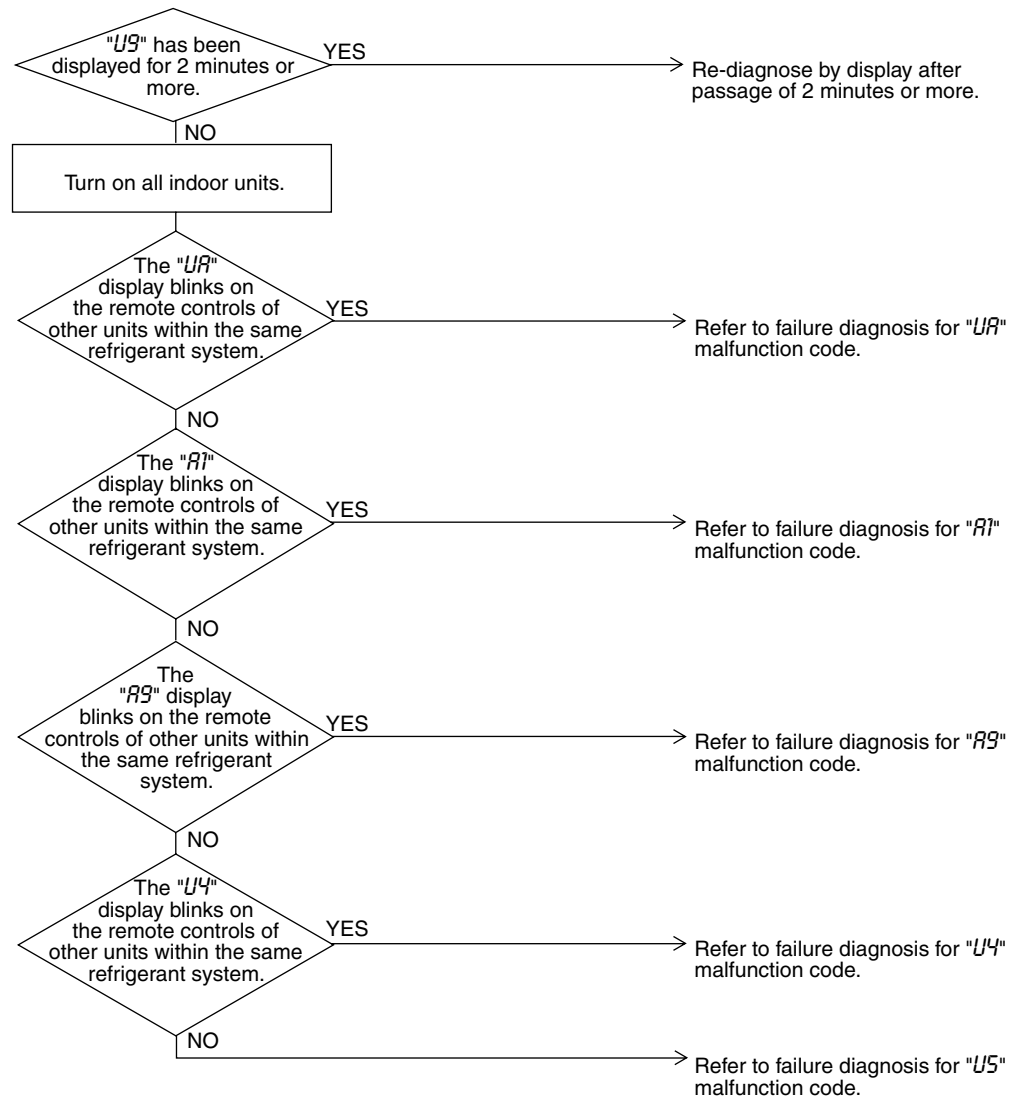 "U9" has been
displayed for 2 minutes or
more.
YES
Re-diagnose by display after
passage of 2 minutes or more.
NO
Turn on all indoor units.
The "UA"
display blinks on
the remote controls of
other units within the same
refrigerant system.
YES
Refer to failure diagnosis for "UA"
malfunction code.
NO
The "A1"
display blinks on
the remote controls of
other units within the same
refrigerant system.
YES
Refer to failure diagnosis for "A1"
malfunction code.
NO
The
"A9" display
blinks on the remote
controls of other units within
the same refrigerant
system.
YES
Refer to failure diagnosis for "A9"
malfunction code.
NO
The "U4"
display blinks on
the remote controls of
other units within the same
refrigerant system.
YES
Refer to failure diagnosis for "U4"
malfunction code.
NO
Refer to failure diagnosis for "U5"
malfunction code.